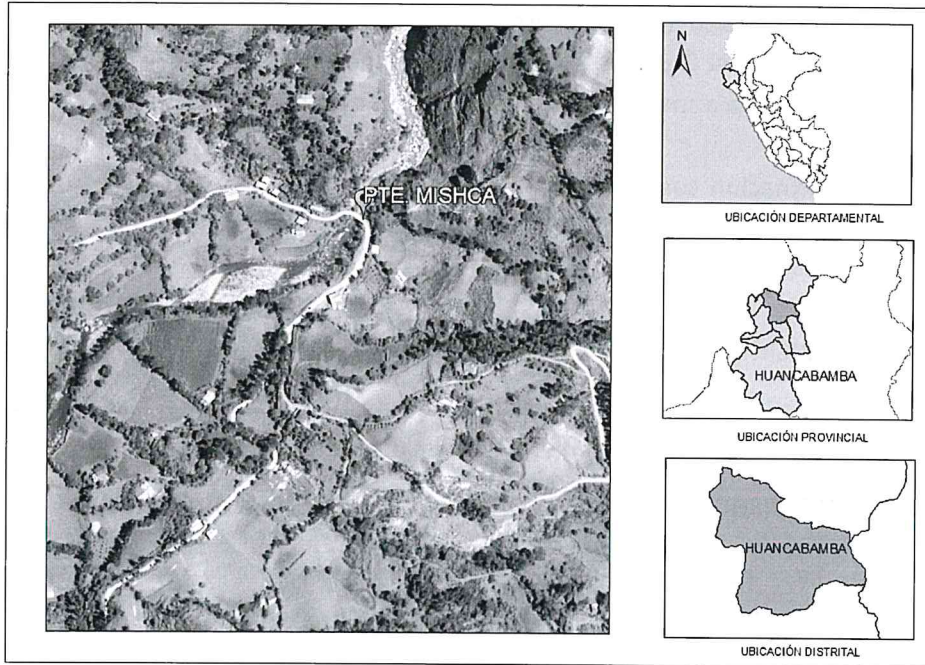 PTE. MISHCA
N
UBICACIÓN DEPARTAMENTAL
HUANCABAMBA
UBICACIÓN PROVINCIAL
HUANCABAMBA
UBICACIÓN DISTRITAL